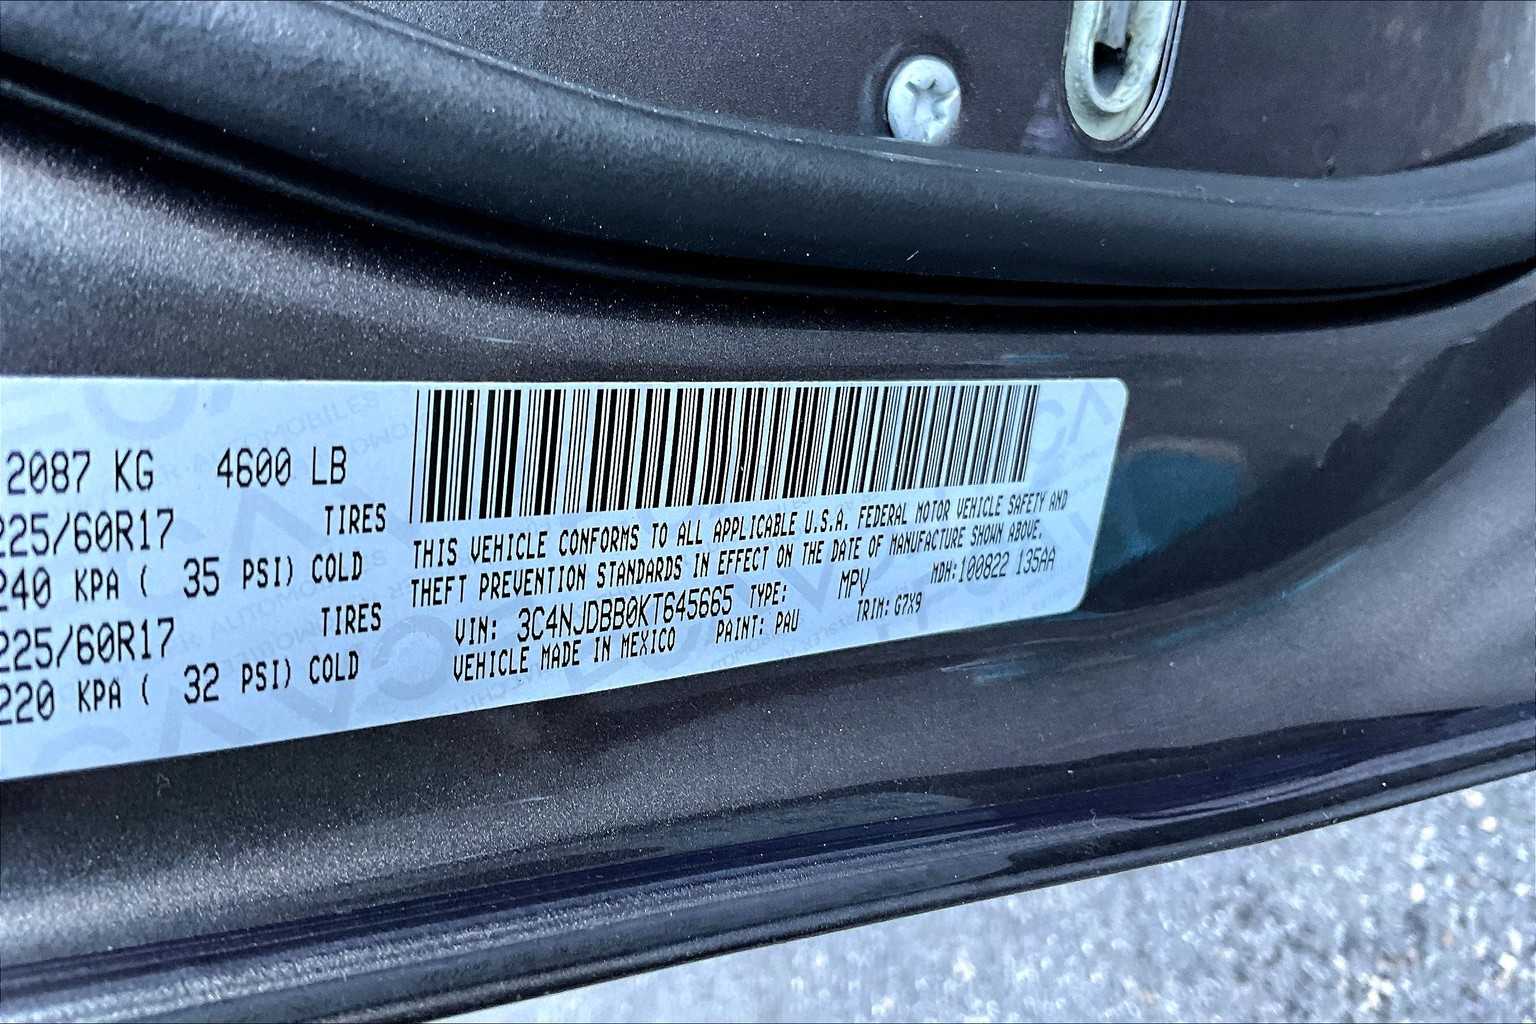 2087 KG 4600 LB
225/60R17 TIRES
240 KPA ( 35 PSI) COLD
225/60R17 TIRES
220 KPA ( 32 PSI) COLD
THIS VEHICLE CONFORMS TO ALL APPLICABLE U.S.A. FEDERAL MOTOR VEHICLE SAFETY AND
THEFT PREVENTION STANDARDS IN EFFECT ON THE DATE OF MANUFACTURE SHOWN ABOVE.
VIN: 3C4NJDBB0KT645665 TYPE: MPV MDH:100822 135AA
VEHICLE MADE IN MEXICO PAINT: PAU TRIM: G7X9